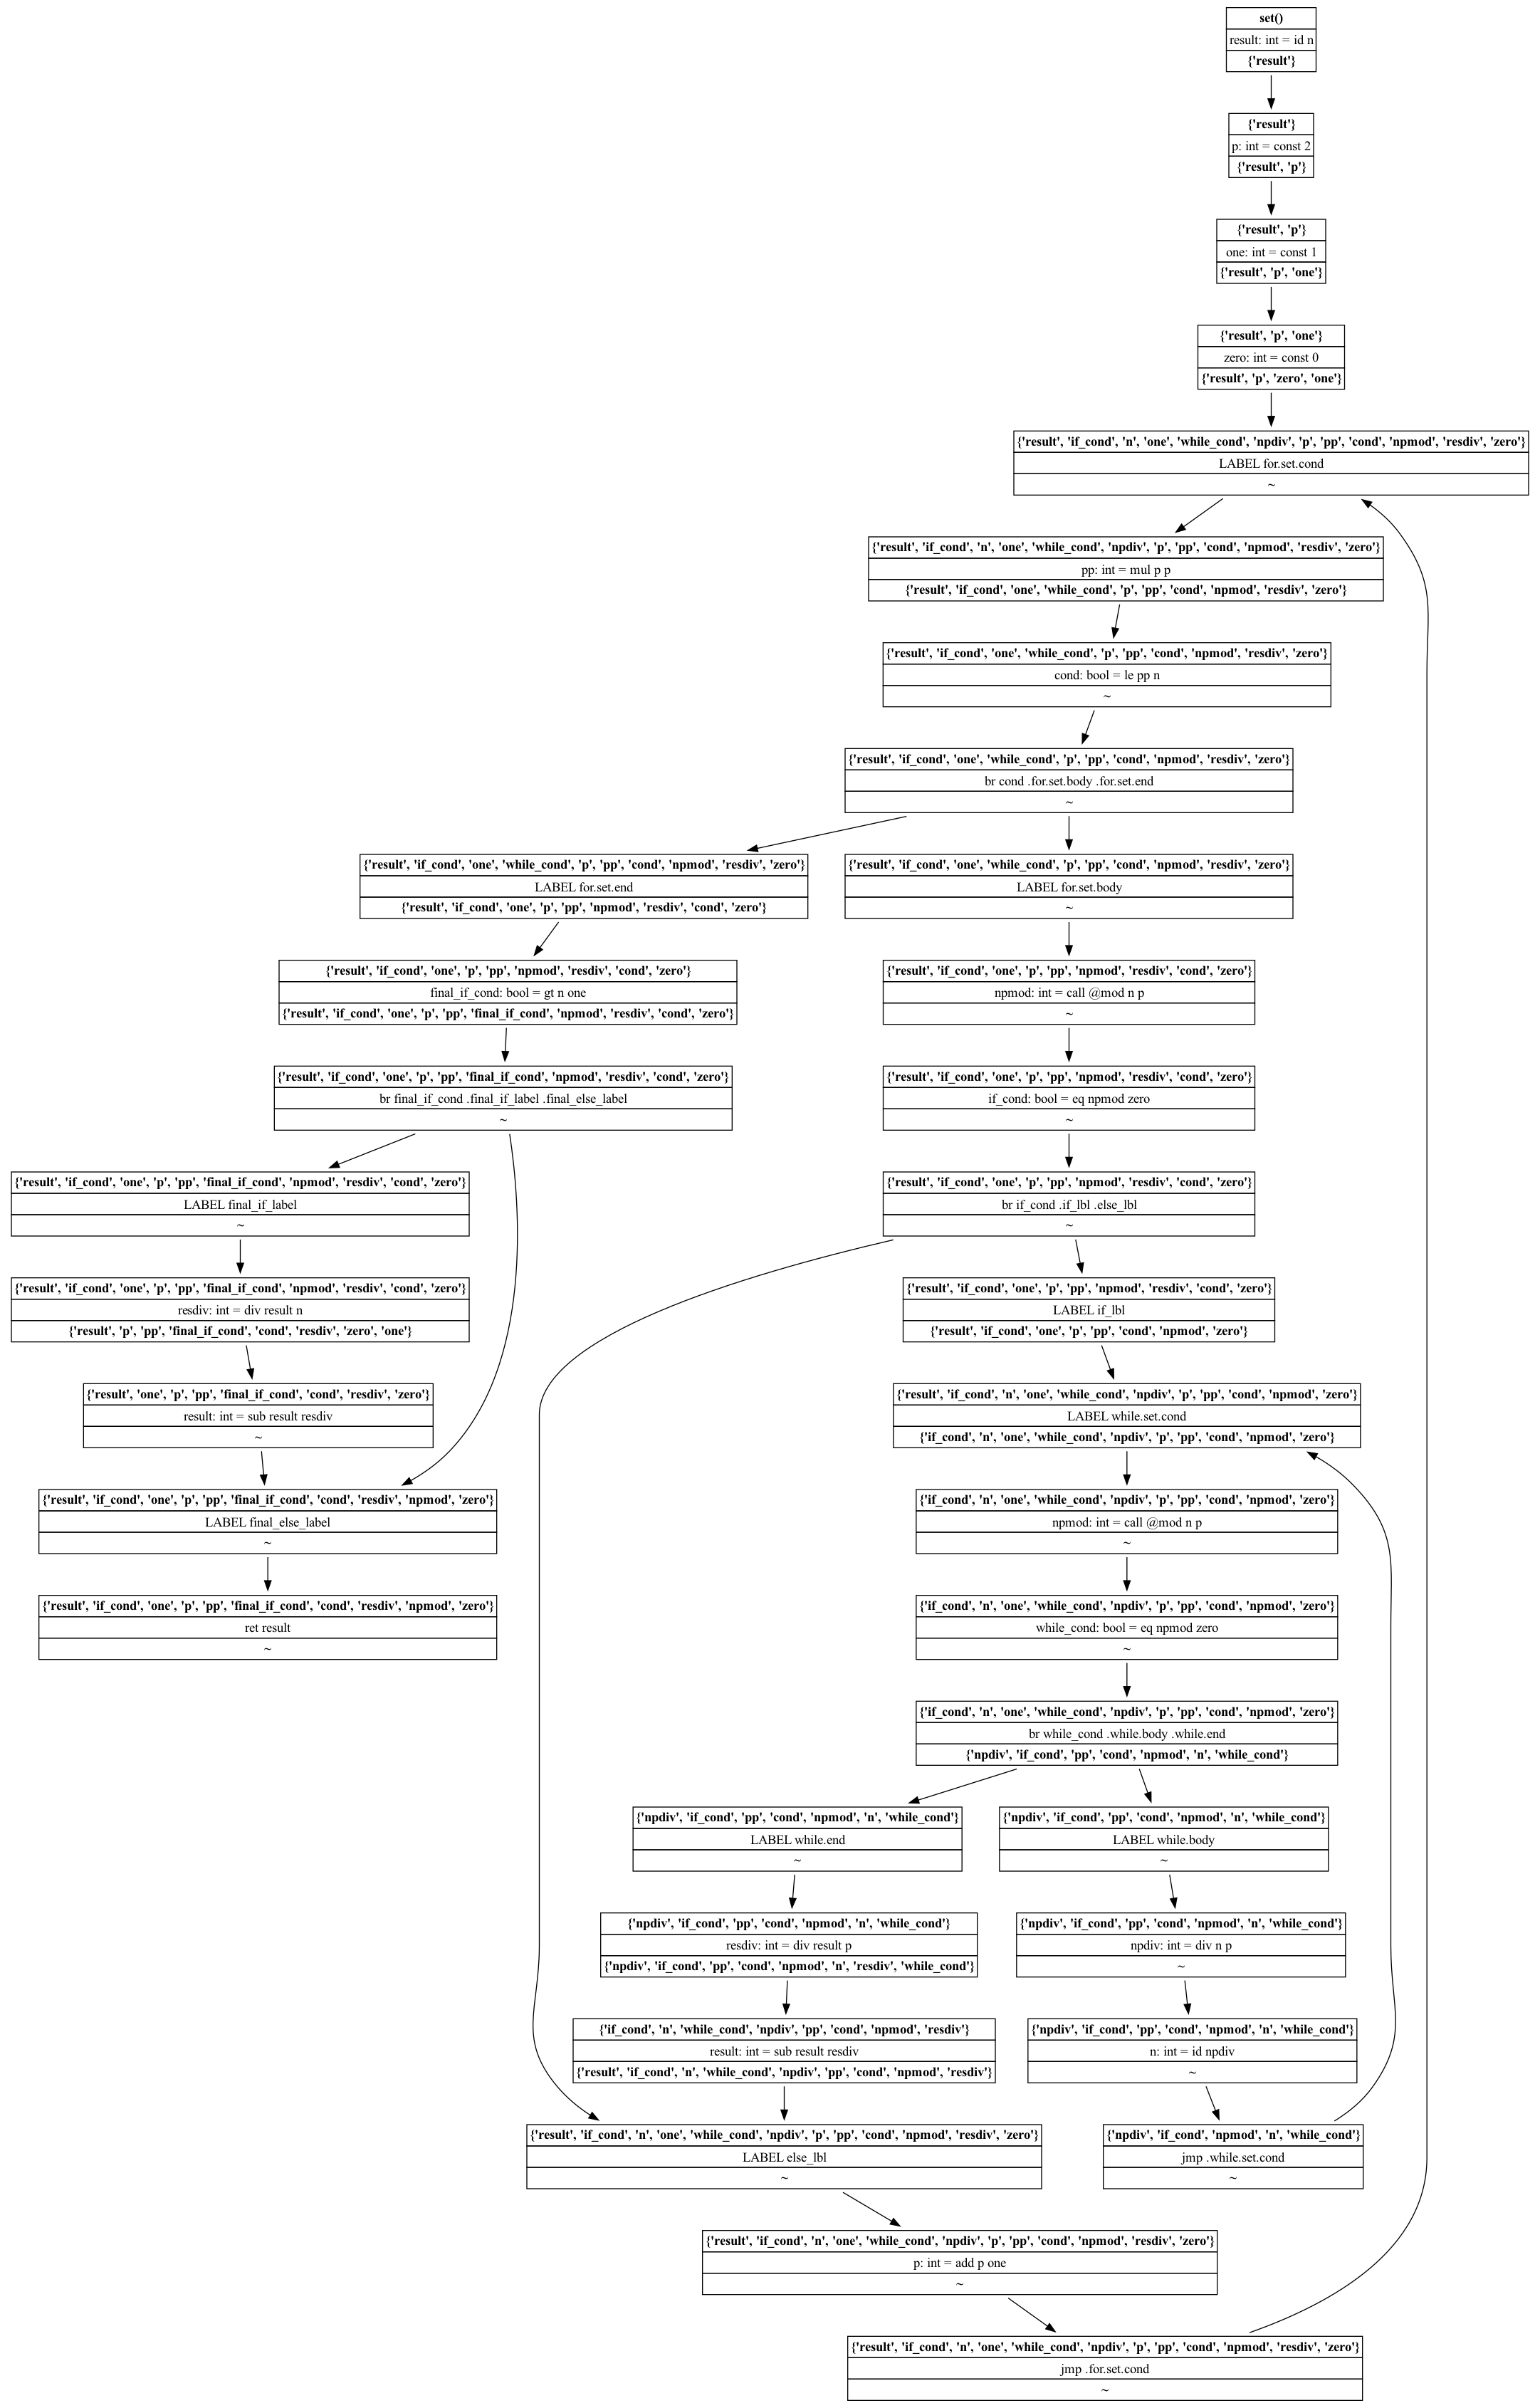 set()
result: int = id n
{'result'}
{'result'}
p: int = const 2
{'result', 'p'}
{'result', 'p'}
one: int = const 1
{'result', 'p', 'one'}
{'result', 'p', 'one'}
zero: int = const 0
{'result', 'p', 'zero', 'one'}
{'result', 'if_cond', 'n', 'one', 'while_cond', 'npdiv', 'p', 'pp', 'cond', 'npmod', 'resdiv', 'zero'}
LABEL for.set.cond
~
{'result', 'if_cond', 'n', 'one', 'while_cond', 'npdiv', 'p', 'pp', 'cond', 'npmod', 'resdiv', 'zero'}
pp: int = mul p p
{'result', 'if_cond', 'one', 'while_cond', 'p', 'pp', 'cond', 'npmod', 'resdiv', 'zero'}
{'result', 'if_cond', 'one', 'while_cond', 'p', 'pp', 'cond', 'npmod', 'resdiv', 'zero'}
cond: bool = le pp n
~
{'result', 'if_cond', 'one', 'while_cond', 'p', 'pp', 'cond', 'npmod', 'resdiv', 'zero'}
br cond .for.set.body .for.set.end
~
{'result', 'if_cond', 'one', 'while_cond', 'p', 'pp', 'cond', 'npmod', 'resdiv', 'zero'}
LABEL for.set.end
{'result', 'if_cond', 'one', 'p', 'pp', 'npmod', 'resdiv', 'cond', 'zero'}
{'result', 'if_cond', 'one', 'while_cond', 'p', 'pp', 'cond', 'npmod', 'resdiv', 'zero'}
LABEL for.set.body
~
{'result', 'if_cond', 'one', 'p', 'pp', 'npmod', 'resdiv', 'cond', 'zero'}
final_if_cond: bool = gt n one
{'result', 'if_cond', 'one', 'p', 'pp', 'final_if_cond', 'npmod', 'resdiv', 'cond', 'zero'}
{'result', 'if_cond', 'one', 'p', 'pp', 'npmod', 'resdiv', 'cond', 'zero'}
npmod: int = call @mod n p
~
{'result', 'if_cond', 'one', 'p', 'pp', 'final_if_cond', 'npmod', 'resdiv', 'cond', 'zero'}
br final_if_cond .final_if_label .final_else_label
~
{'result', 'if_cond', 'one', 'p', 'pp', 'npmod', 'resdiv', 'cond', 'zero'}
if_cond: bool = eq npmod zero
~
{'result', 'if_cond', 'one', 'p', 'pp', 'final_if_cond', 'npmod', 'resdiv', 'cond', 'zero'}
LABEL final_if_label
~
{'result', 'if_cond', 'one', 'p', 'pp', 'npmod', 'resdiv', 'cond', 'zero'}
br if_cond .if_lbl .else_lbl
~
{'result', 'if_cond', 'one', 'p', 'pp', 'final_if_cond', 'npmod', 'resdiv', 'cond', 'zero'}
resdiv: int = div result n
{'result', 'p', 'pp', 'final_if_cond', 'cond', 'resdiv', 'zero', 'one'}
{'result', 'if_cond', 'one', 'p', 'pp', 'npmod', 'resdiv', 'cond', 'zero'}
LABEL if_lbl
{'result', 'if_cond', 'one', 'p', 'pp', 'cond', 'npmod', 'zero'}
{'result', 'one', 'p', 'pp', 'final_if_cond', 'cond', 'resdiv', 'zero'}
result: int = sub result resdiv
~
{'result', 'if_cond', 'n', 'one', 'while_cond', 'npdiv', 'p', 'pp', 'cond', 'npmod', 'zero'}
LABEL while.set.cond
{'if_cond', 'n', 'one', 'while_cond', 'npdiv', 'p', 'pp', 'cond', 'npmod', 'zero'}
{'result', 'if_cond', 'one', 'p', 'pp', 'final_if_cond', 'cond', 'resdiv', 'npmod', 'zero'}
LABEL final_else_label
~
{'if_cond', 'n', 'one', 'while_cond', 'npdiv', 'p', 'pp', 'cond', 'npmod', 'zero'}
npmod: int = call @mod n p
~
{'result', 'if_cond', 'one', 'p', 'pp', 'final_if_cond', 'cond', 'resdiv', 'npmod', 'zero'}
ret result
~
{'if_cond', 'n', 'one', 'while_cond', 'npdiv', 'p', 'pp', 'cond', 'npmod', 'zero'}
while_cond: bool = eq npmod zero
~
{'if_cond', 'n', 'one', 'while_cond', 'npdiv', 'p', 'pp', 'cond', 'npmod', 'zero'}
br while_cond .while.body .while.end
{'npdiv', 'if_cond', 'pp', 'cond', 'npmod', 'n', 'while_cond'}
{'npdiv', 'if_cond', 'pp', 'cond', 'npmod', 'n', 'while_cond'}
LABEL while.end
~
{'npdiv', 'if_cond', 'pp', 'cond', 'npmod', 'n', 'while_cond'}
LABEL while.body
~
{'npdiv', 'if_cond', 'pp', 'cond', 'npmod', 'n', 'while_cond'}
resdiv: int = div result p
{'npdiv', 'if_cond', 'pp', 'cond', 'npmod', 'n', 'resdiv', 'while_cond'}
{'npdiv', 'if_cond', 'pp', 'cond', 'npmod', 'n', 'while_cond'}
npdiv: int = div n p
~
{'if_cond', 'n', 'while_cond', 'npdiv', 'pp', 'cond', 'npmod', 'resdiv'}
result: int = sub result resdiv
{'result', 'if_cond', 'n', 'while_cond', 'npdiv', 'pp', 'cond', 'npmod', 'resdiv'}
{'npdiv', 'if_cond', 'pp', 'cond', 'npmod', 'n', 'while_cond'}
n: int = id npdiv
~
{'result', 'if_cond', 'n', 'one', 'while_cond', 'npdiv', 'p', 'pp', 'cond', 'npmod', 'resdiv', 'zero'}
LABEL else_lbl
~
{'npdiv', 'if_cond', 'npmod', 'n', 'while_cond'}
jmp .while.set.cond
~
{'result', 'if_cond', 'n', 'one', 'while_cond', 'npdiv', 'p', 'pp', 'cond', 'npmod', 'resdiv', 'zero'}
p: int = add p one
~
{'result', 'if_cond', 'n', 'one', 'while_cond', 'npdiv', 'p', 'pp', 'cond', 'npmod', 'resdiv', 'zero'}
jmp .for.set.cond
~